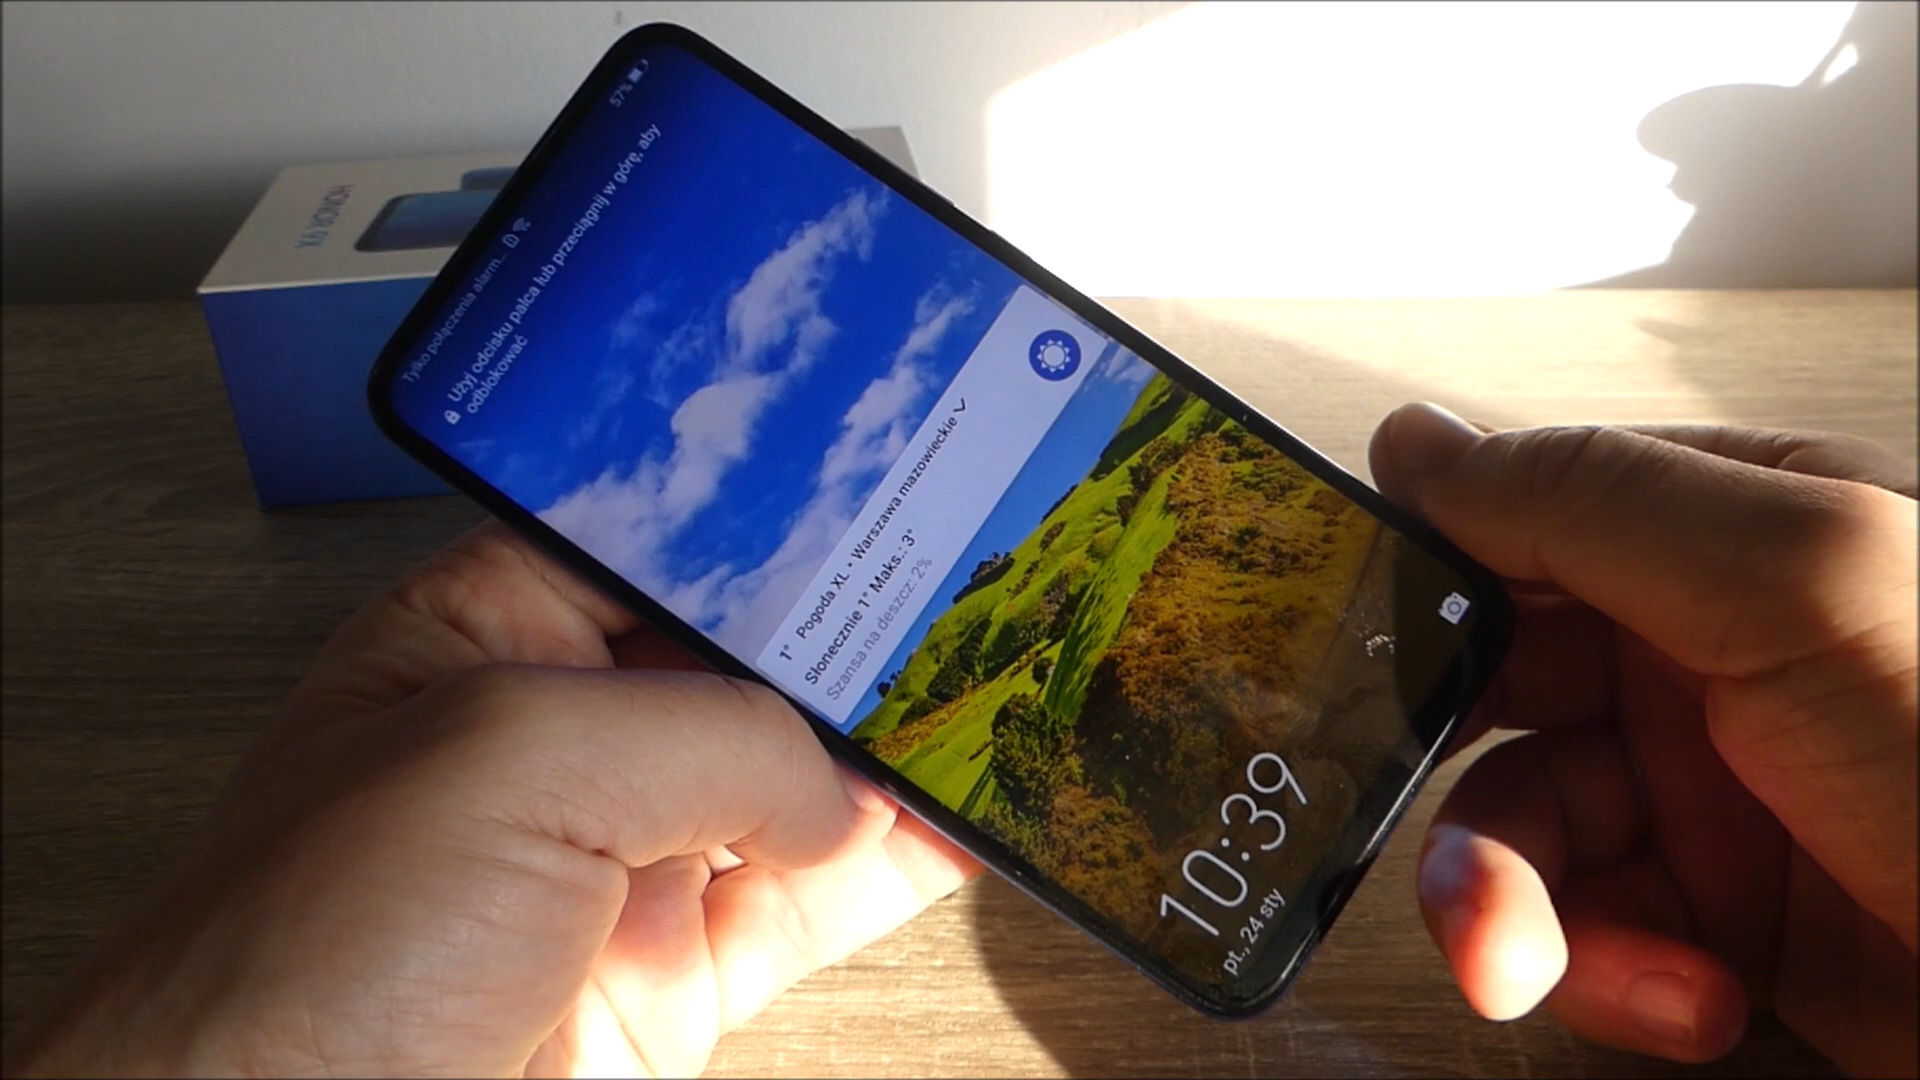 HONOR 9X
Tylko połączenia alarm...
57%
Użyj odcisku palca lub przeciągnij w górę, aby
odblokować
1° Pogoda XL • Warszawa mazowieckie
Słonecznie 1° Maks.: 3°
Szansa na deszcz: 2%
10:39
pt., 24 sty